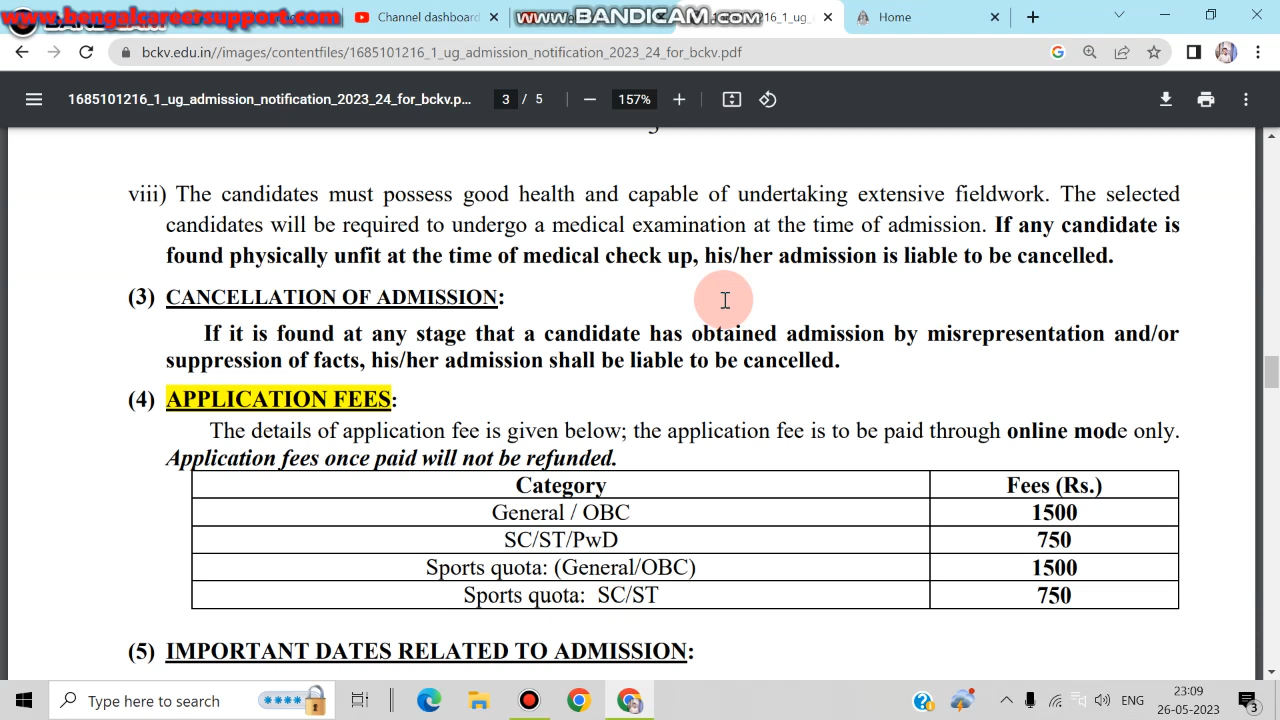 www.bengalcareersupport.com
Channel dashboard
www.BANDICAM.com
16_1_ug
Home
BANDICAM
bckv.edu.in//images/contentfiles/1685101216_1_ug_admission_notification_2023_24_for_bckv.pdf
1685101216_1_ug_admission_notification_2023_24_for_bckv.p...
3 / 5
157%
3
viii) The candidates must possess good health and capable of undertaking extensive fieldwork. The selected
candidates will be required to undergo a medical examination at the time of admission. If any candidate is
found physically unfit at the time of medical check up, his/her admission is liable to be cancelled.
(3) CANCELLATION OF ADMISSION:
If it is found at any stage that a candidate has obtained admission by misrepresentation and/or
suppression of facts, his/her admission shall be liable to be cancelled.
(4) APPLICATION FEES:
The details of application fee is given below; the application fee is to be paid through online mode only.
Application fees once paid will not be refunded.
Category Fees (Rs.)
General / OBC 1500
SC/ST/PwD 750
Sports quota: (General/OBC) 1500
Sports quota: SC/ST 750
(5) IMPORTANT DATES RELATED TO ADMISSION:
Type here to search
ENG
23:09
26-05-2023
3